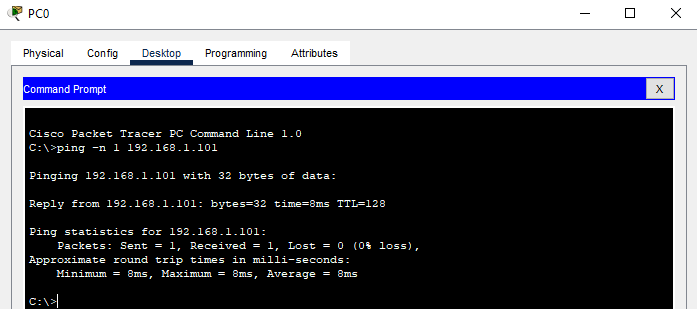 PC0
Physical Config Desktop Programming Attributes
Command Prompt
X
Cisco Packet Tracer PC Command Line 1.0
C:\>ping -n 1 192.168.1.101
Pinging 192.168.1.101 with 32 bytes of data:
Reply from 192.168.1.101: bytes=32 time=8ms TTL=128
Ping statistics for 192.168.1.101:
Packets: Sent = 1, Received = 1, Lost = 0 (0% loss),
Approximate round trip times in milli-seconds:
Minimum = 8ms, Maximum = 8ms, Average = 8ms
C:\>